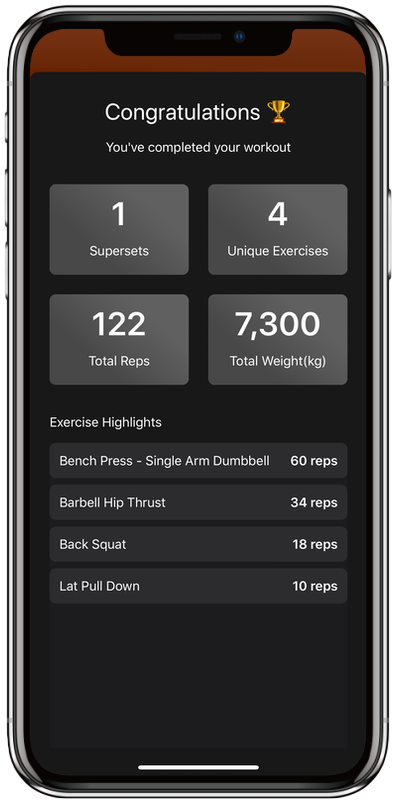 Congratulations 🏆
You've completed your workout
1
Supersets
4
Unique Exercises
122
Total Reps
7,300
Total Weight(kg)
Exercise Highlights
Bench Press - Single Arm Dumbbell 60 reps
Barbell Hip Thrust 34 reps
Back Squat 18 reps
Lat Pull Down 10 reps